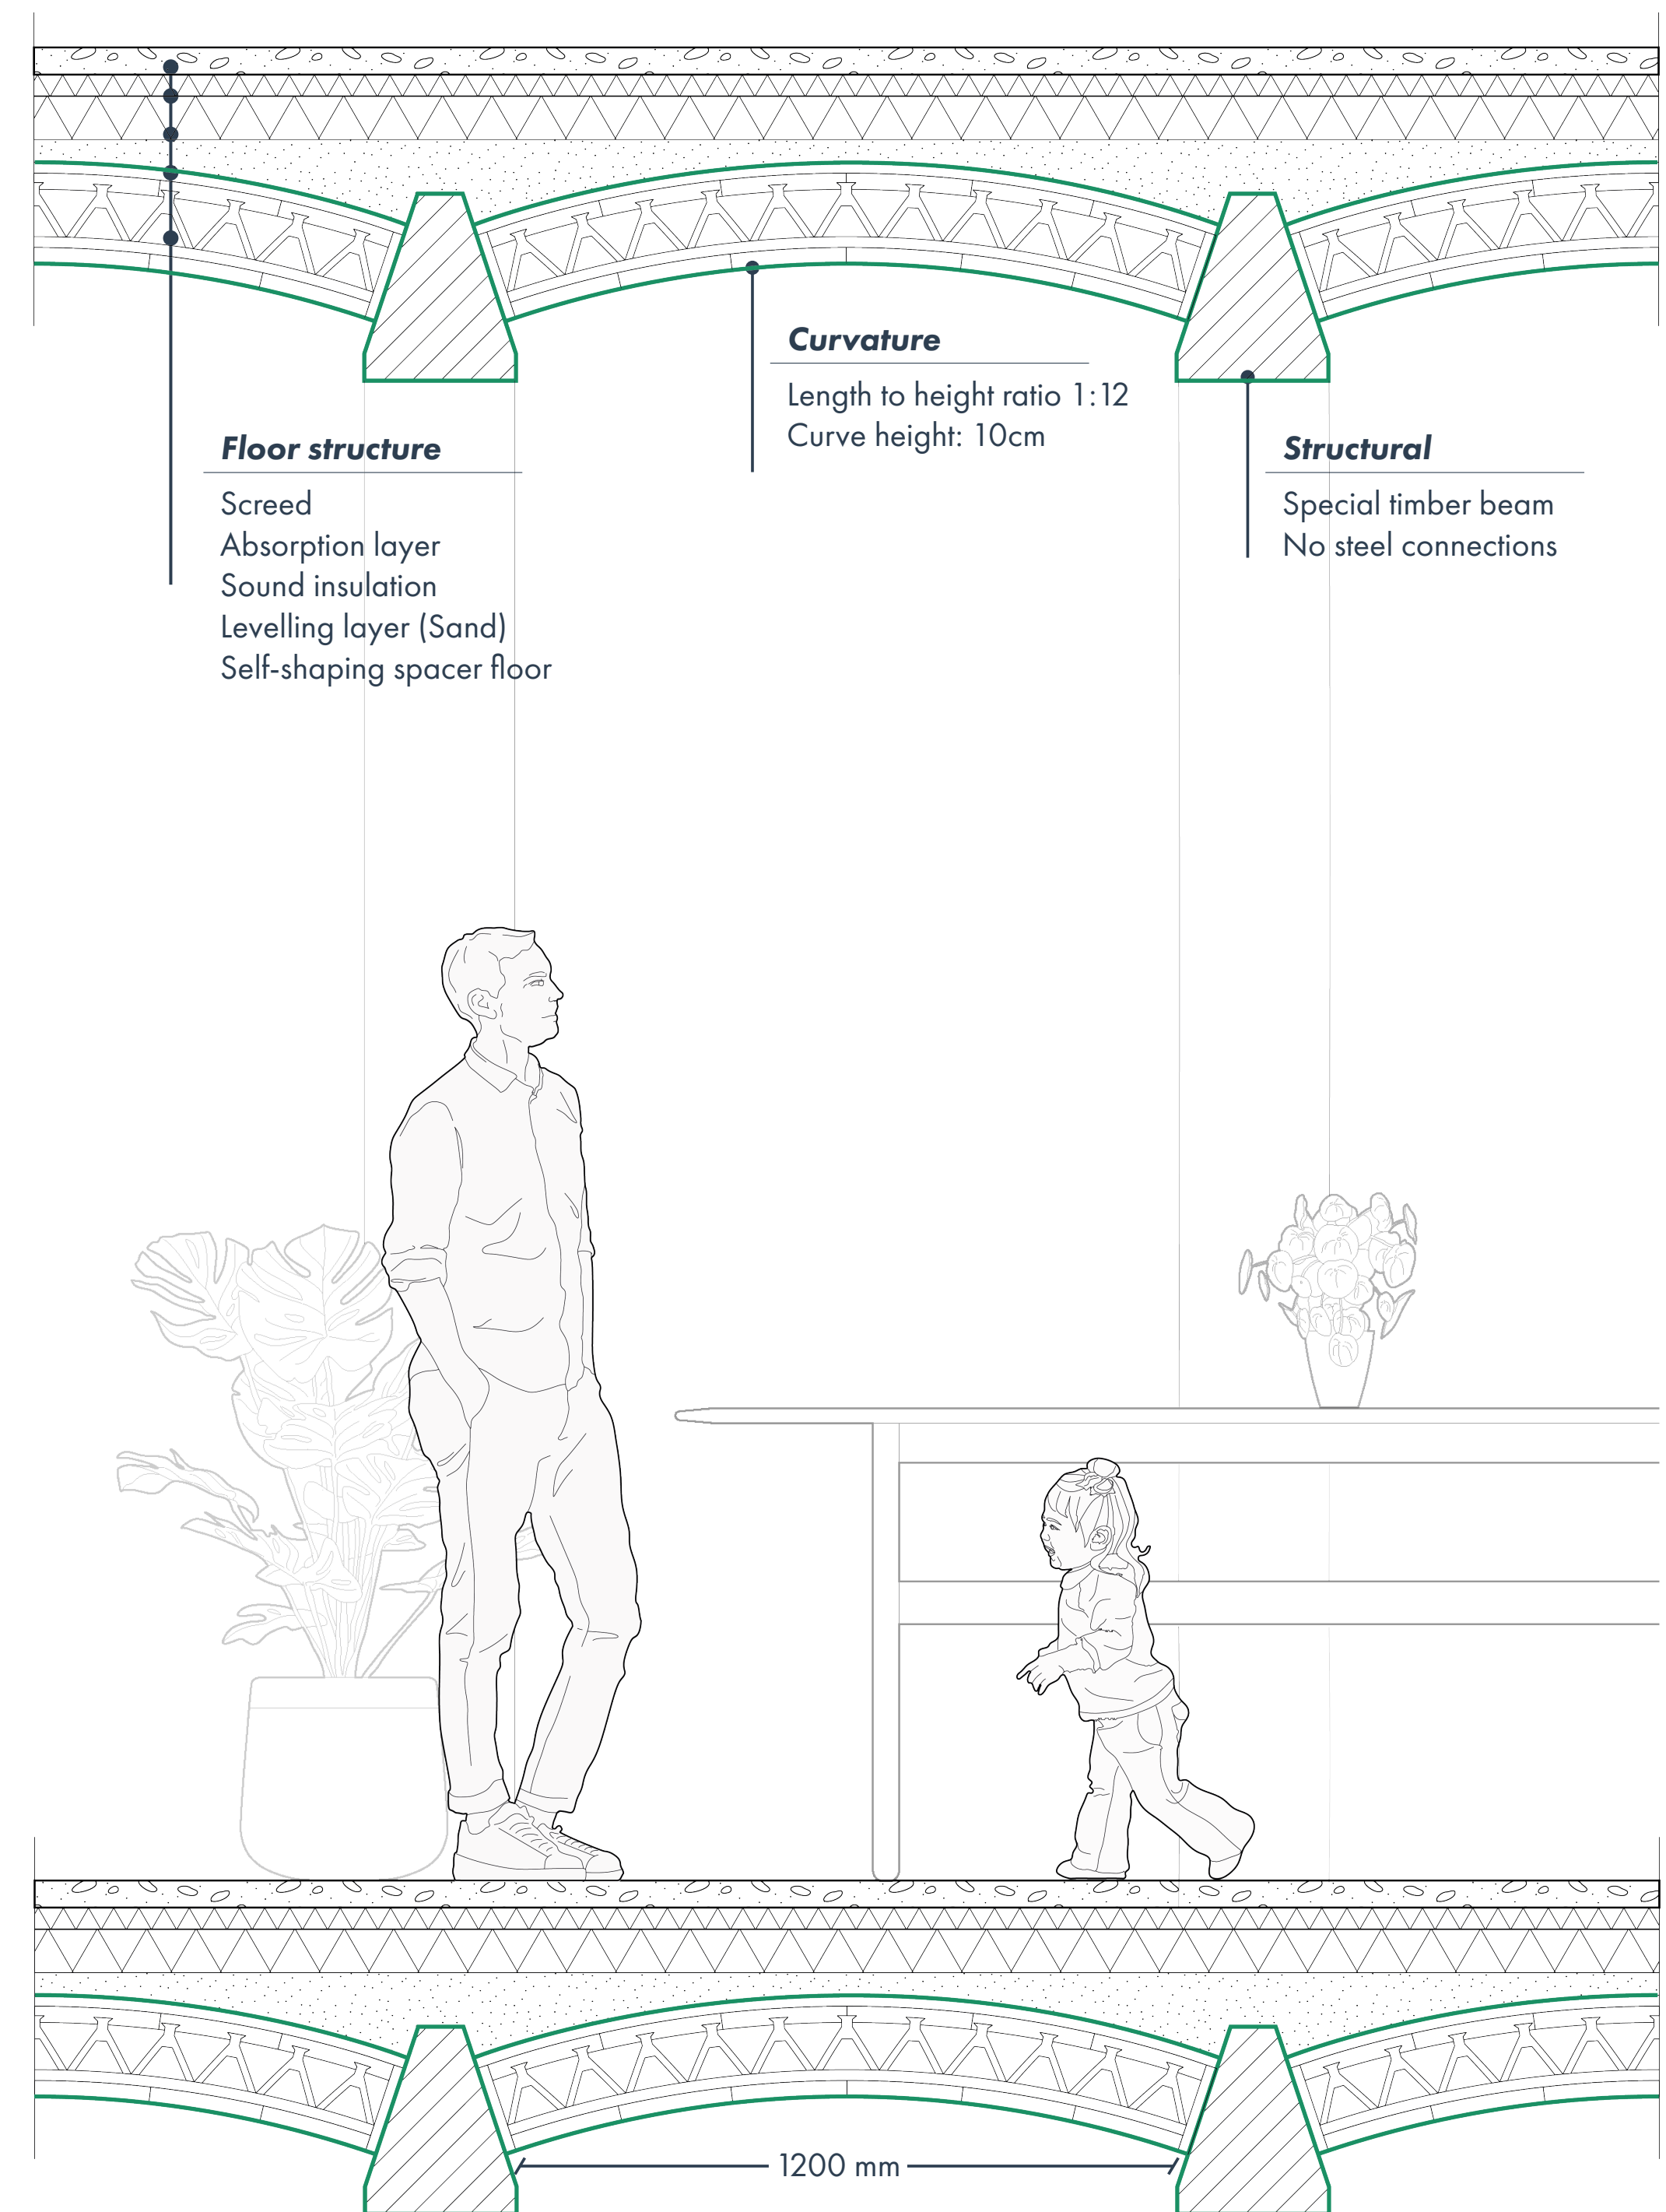 Curvature
Length to height ratio 1:12
Curve height: 10cm
Floor structure
Screed
Absorption layer
Sound insulation
Levelling layer (Sand)
Self-shaping spacer floor
Structural
Special timber beam
No steel connections
1200 mm